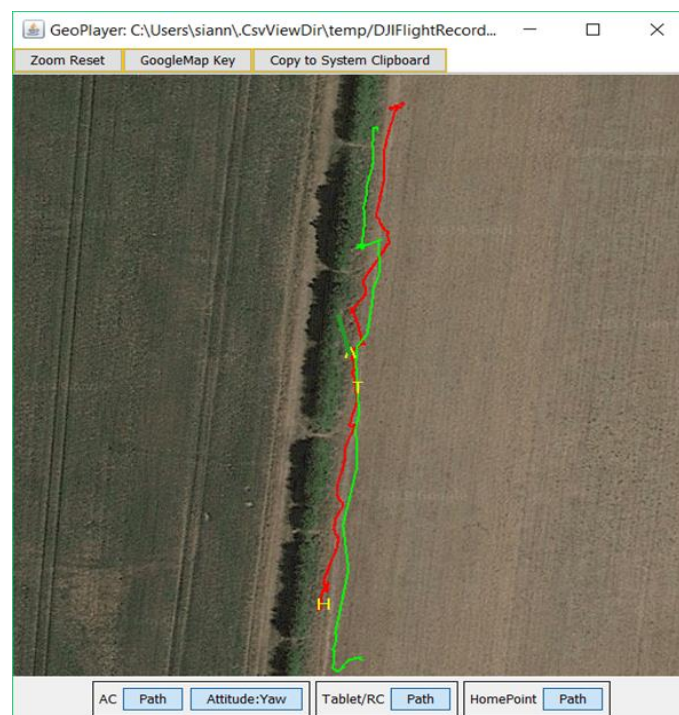 GeoPlayer: C:\Users\siann\.CsvViewDir\temp/DJIFlightRecord...
Zoom Reset GoogleMap Key Copy to System Clipboard
T
H
AC Path Attitude:Yaw Tablet/RC Path HomePoint Path